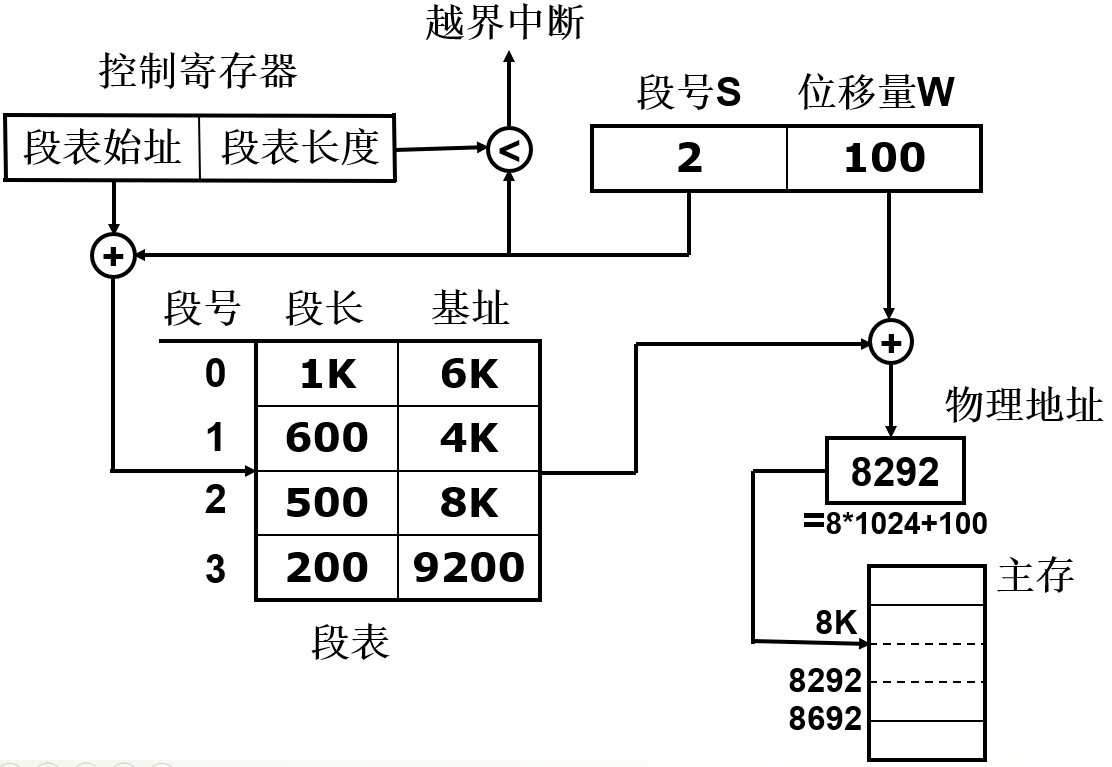 越界中断
控制寄存器
段号S 位移量W
段表始址 段表长度
<
2 100
+
段号 段长 基址
+
0 1K 6K
1 600 4K
2 500 8K
3 200 9200
段表
物理地址
8292
=8*1024+100
主存
8K
8292
8692